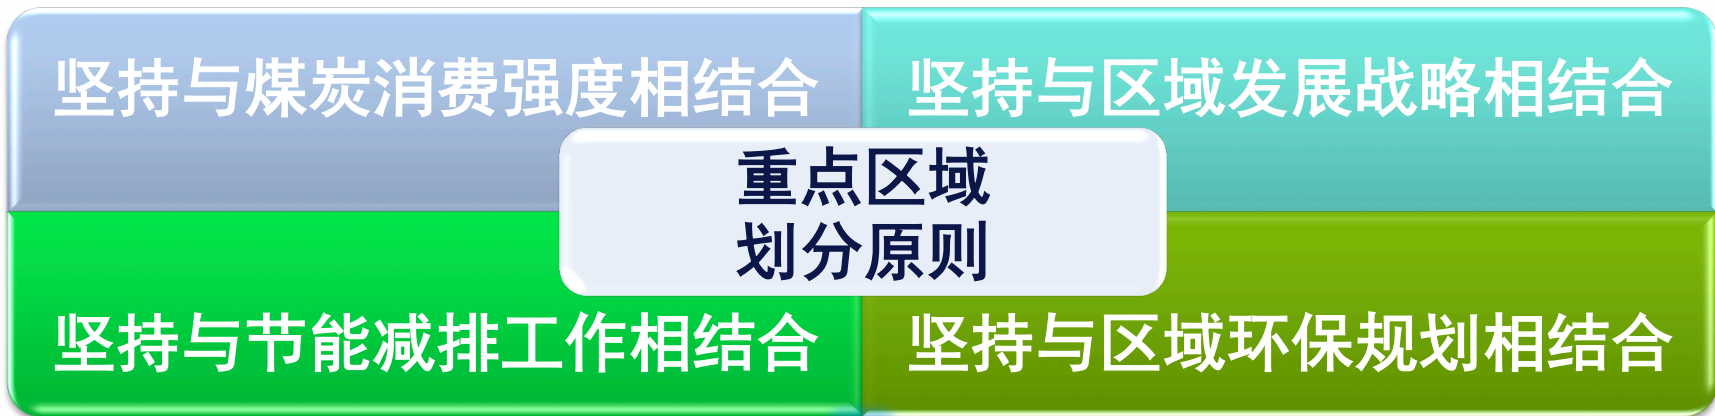 坚持与煤炭消费强度相结合
坚持与区域发展战略相结合
重点区域
划分原则
坚持与节能减排工作相结合
坚持与区域环保规划相结合